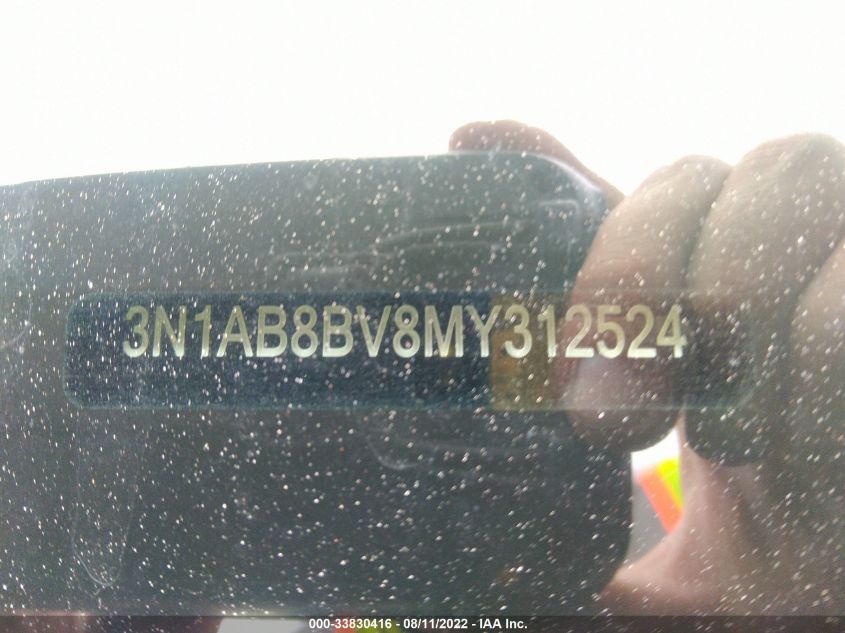 3N1AB8BV8MY312524
000-33830416 - 08/11/2022 - IAA Inc.